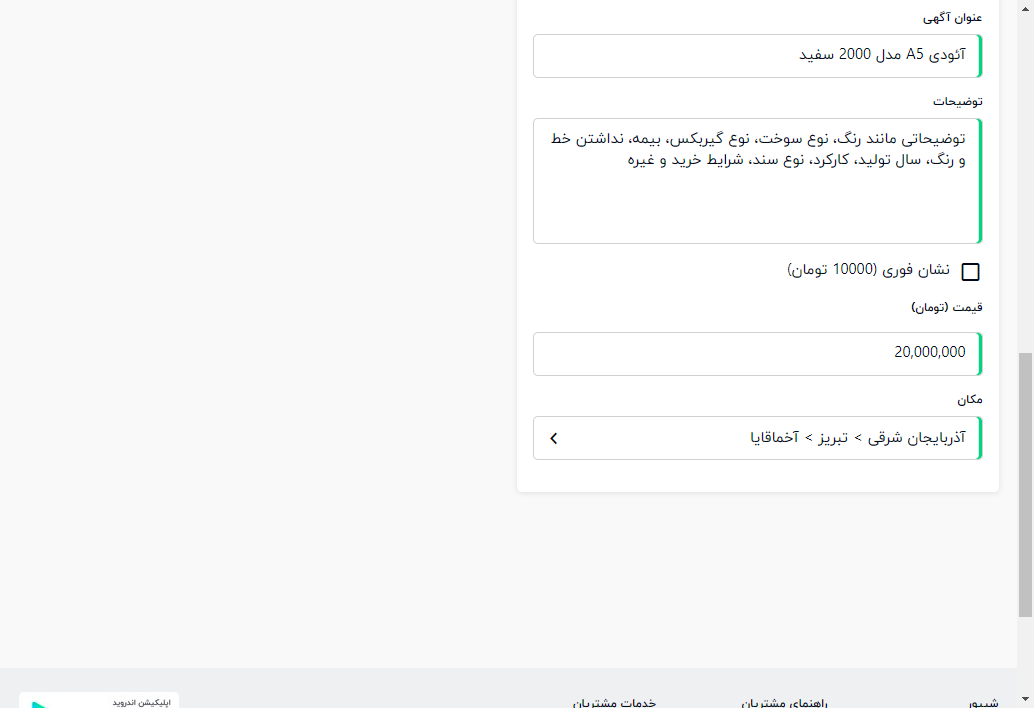 عنوان آگهی
آئودی A5 مدل 2000 سفید
توضیحات
توضیحاتی مانند رنگ، نوع سوخت، نوع گیربکس، بیمه، نداشتن خط
و رنگ، سال تولید، کارکرد، نوع سند، شرایط خرید و غیره
نشان فوری (10000 تومان)
قیمت (تومان)
20,000,000
مکان
آذربایجان شرقی > تبریز > آخماقایا
شیپور
راهنمای مشتریان
خدمات مشتریان
اپلیکیشن اندروید